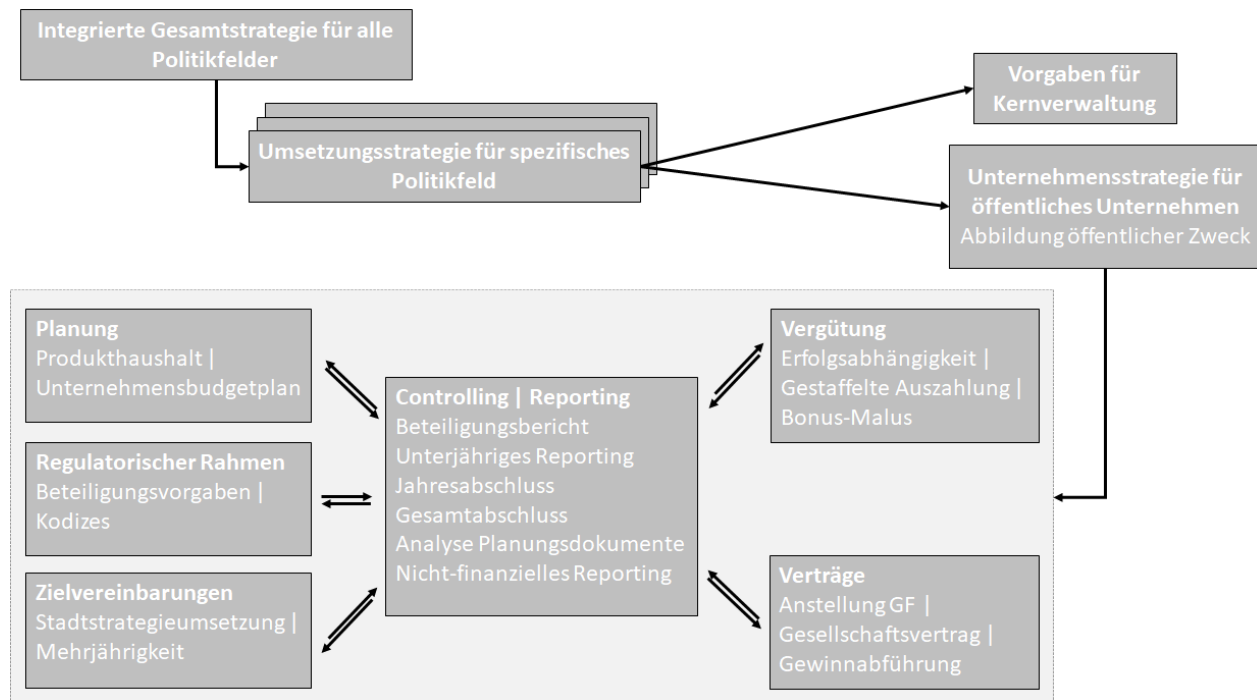 Integrierte Gesamtstrategie für alle
Politikfelder
Vorgaben für
Kernverwaltung
Umsetzungsstrategie für spezifisches
Politikfeld
Unternehmensstrategie für
öffentliches Unternehmen
Abbildung öffentlicher Zweck
Planung
Produkthaushalt |
Unternehmensbudgetplan
Regulatorischer Rahmen
Beteiligungsvorgaben |
Kodizes
Zielvereinbarungen
Stadtstrategieumsetzung |
Mehrjährigkeit
Controlling | Reporting
Beteiligungsbericht
Unterjähriges Reporting
Jahresabschluss
Gesamtabschluss
Analyse Planungsdokumente
Nicht-finanzielles Reporting
Vergütung
Erfolgsabhängigkeit |
Gestaffelte Auszahlung |
Bonus-Malus
Verträge
Anstellung GF |
Gesellschaftsvertrag |
Gewinnabführung